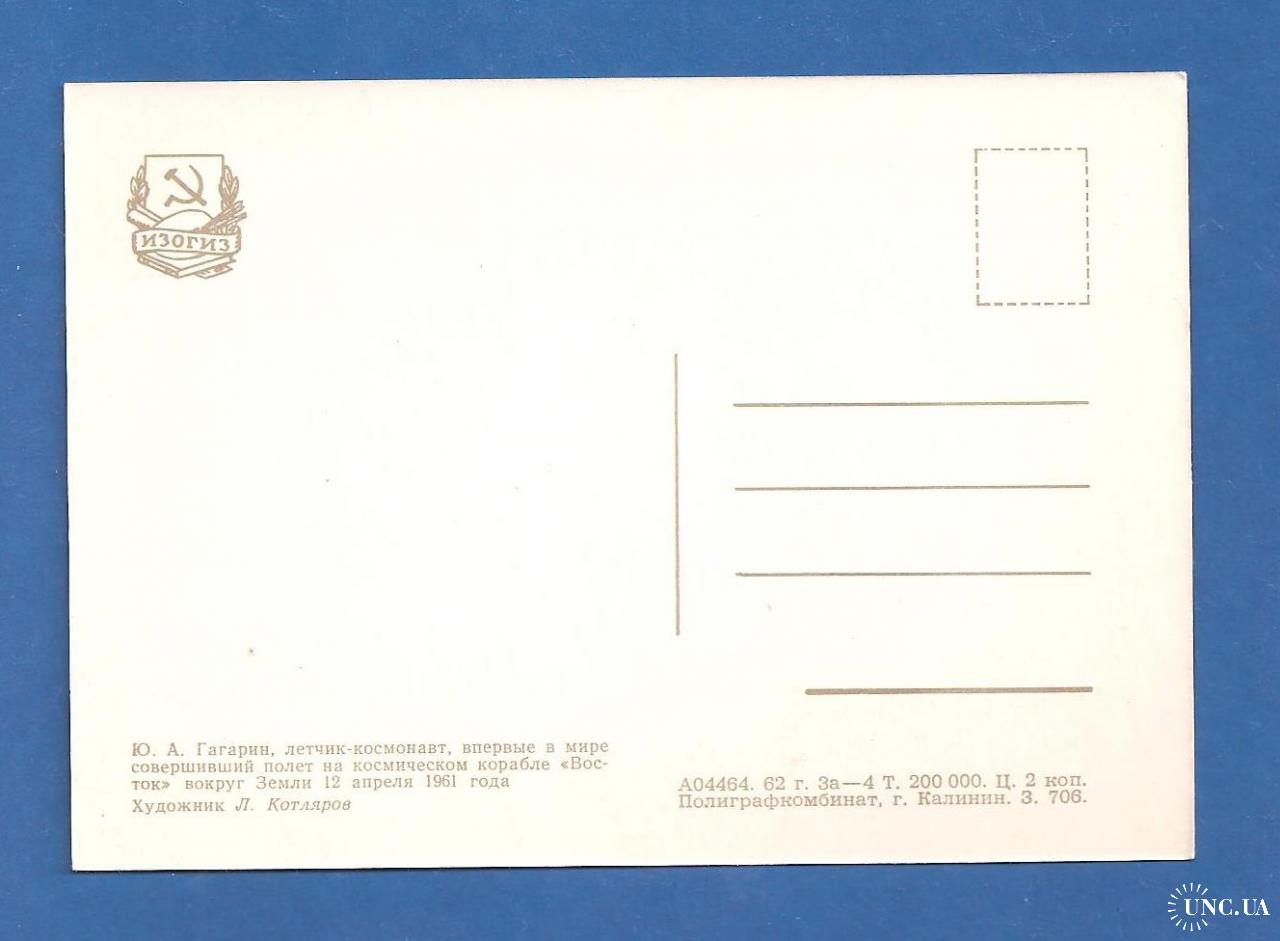 ИЗОГИЗ
Ю. А. Гагарин, летчик-космонавт, впервые в мире
совершивший полет на космическом корабле «Вос-
ток» вокруг Земли 12 апреля 1961 года
Художник Л. Котляров
А04464. 62 г. За—4 Т. 200 000. Ц. 2 коп.
Полиграфкомбинат, г. Калинин. З. 706.
UNC.UA